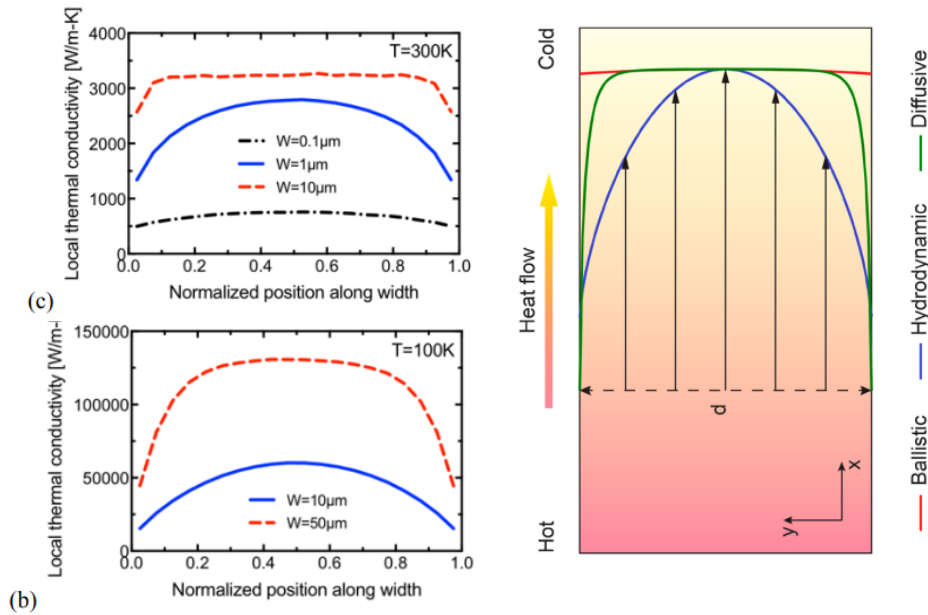 Local thermal conductivity [W/m-K]
4000
3000
2000
1000
0
T=300K
W=0.1µm
W=1µm
W=10µm
0.0 0.2 0.4 0.6 0.8 1.0
Normalized position along width
(c)
Local thermal conductivity [W/m-K
150000
100000
50000
0
T=100K
W=10µm
W=50µm
0.0 0.2 0.4 0.6 0.8 1.0
Normalized position along width
(b)
Cold
Heat flow
Hot
d
y
x
Diffusive
Hydrodynamic
Ballistic